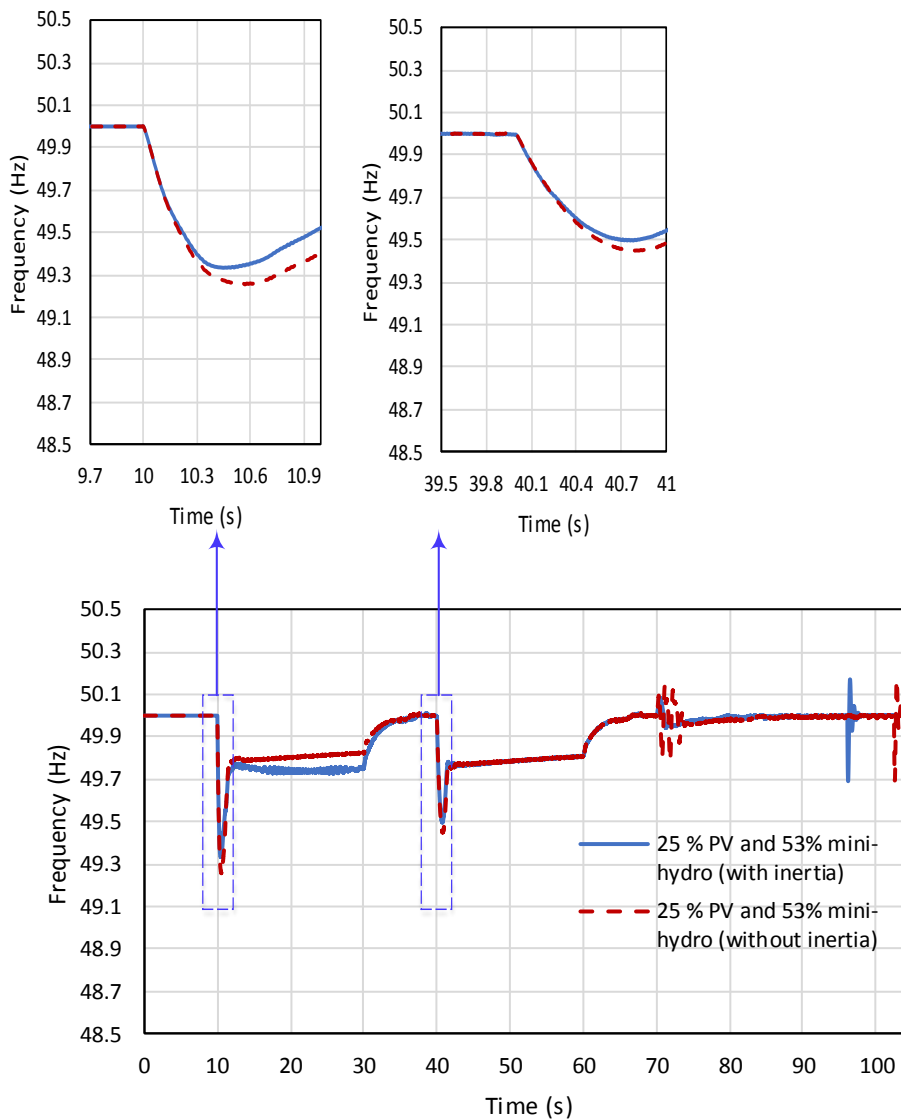 50.5
50.3
50.1
49.9
49.7
49.5
49.3
49.1
48.9
48.7
48.5
Frequency (Hz)
9.7 10 10.3 10.6 10.9
Time (s)
50.5
50.3
50.1
49.9
49.7
49.5
49.3
49.1
48.9
48.7
48.5
Frequency (Hz)
39.5 39.8 40.1 40.4 40.7 41
Time (s)
50.5
50.3
50.1
49.9
49.7
49.5
49.3
49.1
48.9
48.7
48.5
Frequency (Hz)
25 % PV and 53% mini-
hydro (with inertia)
25 % PV and 53% mini-
hydro (without inertia)
0 10 20 30 40 50 60 70 80 90 100
Time (s)